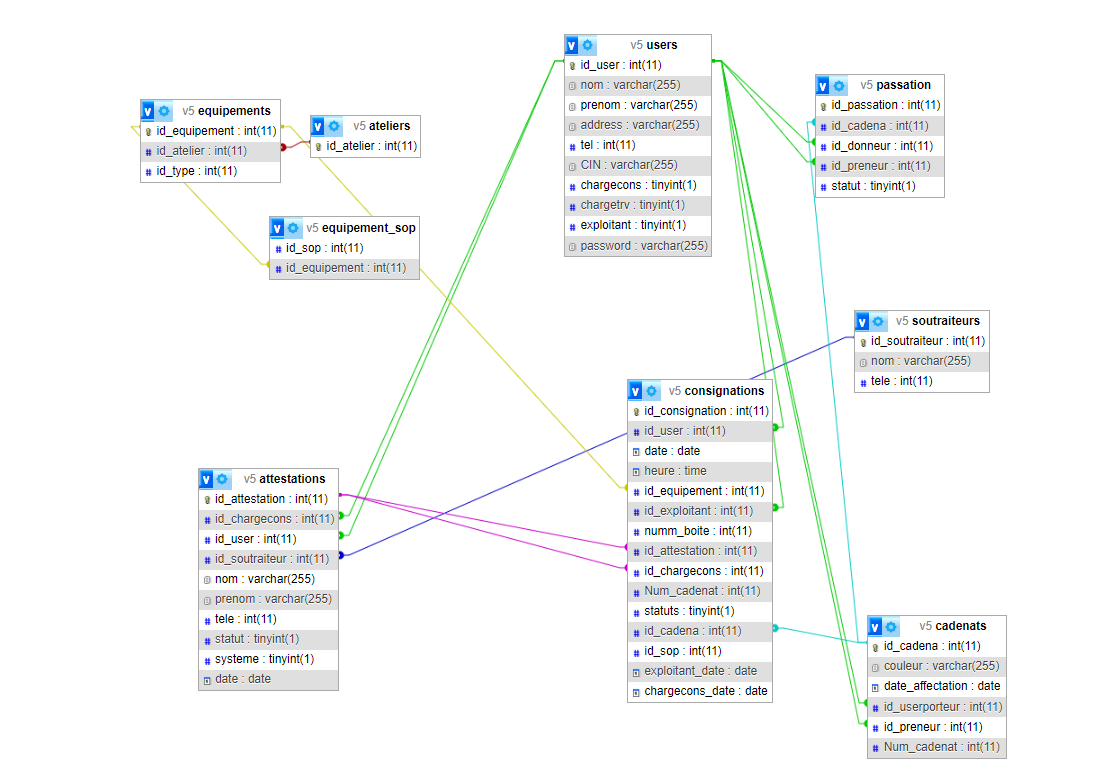 v5 users
id_user : int(11)
nom : varchar(255)
prenom : varchar(255)
address : varchar(255)
tel : int(11)
CIN : varchar(255)
chargecons : tinyint(1)
chargetrv : tinyint(1)
exploitant : tinyint(1)
password : varchar(255)
v5 passation
id_passation : int(11)
id_cadena : int(11)
id_donneur : int(11)
id_preneur : int(11)
statut : tinyint(1)
v5 equipements
id_equipement : int(11)
id_atelier : int(11)
id_type : int(11)
v5 ateliers
id_atelier : int(11)
v5 equipement_sop
id_sop : int(11)
id_equipement : int(11)
v5 soutraiteurs
id_soutraiteur : int(11)
nom : varchar(255)
tele : int(11)
v5 consignations
id_consignation : int(11)
id_user : int(11)
date : date
heure : time
id_equipement : int(11)
id_exploitant : int(11)
numm_boite : int(11)
id_attestation : int(11)
id_chargecons : int(11)
Num_cadenat : int(11)
statuts : tinyint(1)
id_cadena : int(11)
id_sop : int(11)
exploitant_date : date
chargecons_date : date
v5 attestations
id_attestation : int(11)
id_chargecons : int(11)
id_user : int(11)
id_soutraiteur : int(11)
nom : varchar(255)
prenom : varchar(255)
tele : int(11)
statut : tinyint(1)
systeme : tinyint(1)
date : date
v5 cadenats
id_cadena : int(11)
couleur : varchar(255)
date_affectation : date
id_userporteur : int(11)
id_preneur : int(11)
Num_cadenat : int(11)